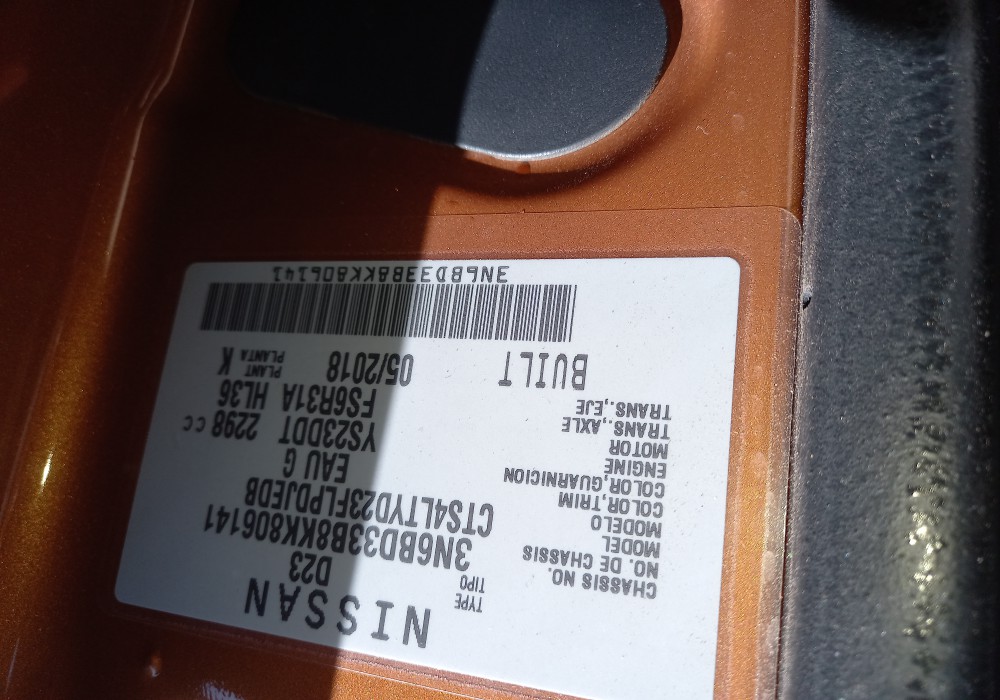 NISSAN
TYPE
TIPO D23
CHASSIS NO.
NO. DE CHASSIS 3N6BD33B8KK806141
MODEL
MODELO CTS4LTYD23FLPDJEDB
COLOR,TRIM
COLOR,GUARNICION EAU G
ENGINE
MOTOR YS23DDT 2298 CC
TRANS.,AXLE
TRANS.,EJE FS6R31A HL36
BUILT 05/2018 PLANT
PLANTA K
3N6BD33B8KK806141